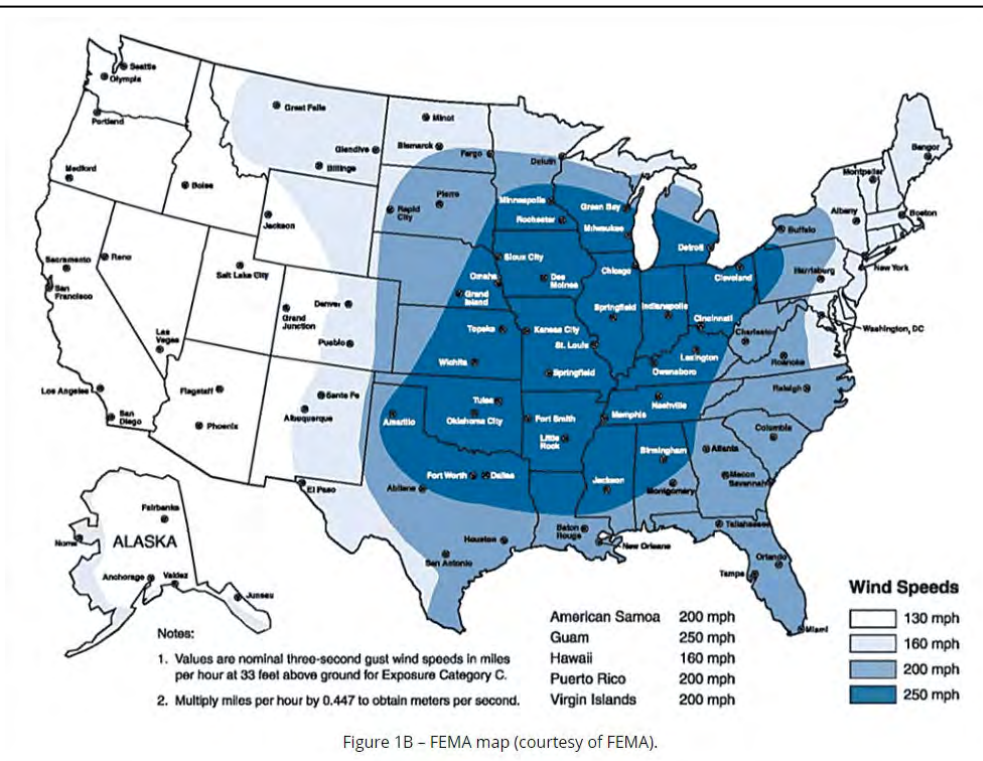 Seattle
Olympia
Portland
Medford
Great Falls
Glendive
Billings
Minot
Bismarck
Fargo
Duluth
Bangor
Montpelier
Albany
Boston
Boise
Jackson
Rapid
City
Pierre
Minneapolis
Rochester
Green Bay
Milwaukee
Detroit
Buffalo
Sacramento
San
Francisco
Reno
Salt Lake City
Sioux City
Omaha
Des
Moines
Grand
Island
Chicago
Cleveland
Harrisburg
New York
Denver
Grand
Junction
Pueblo
Springfield
Indianapolis
Cincinnati
Charleston
Washington, DC
Las
Vegas
Topeka
Kansas City
St. Louis
Lexington
Roanoke
Wichita
Springfield
Owensboro
Los Angeles
San
Diego
Flagstaff
Phoenix
Santa Fe
Albuquerque
Amarillo
Tulsa
Oklahoma City
Fort Smith
Little
Rock
Memphis
Nashville
Raleigh
Columbia
Birmingham
Atlanta
Macon
Savannah
El Paso
Abilene
Fort Worth
Dallas
Jackson
Montgomery
Houston
San Antonio
Baton
Rouge
New Orleans
Tallahassee
Orlando
Tampa
Miami
Fairbanks
Nome
ALASKA
Anchorage
Valdez
Juneau
Notes:
1. Values are nominal three-second gust wind speeds in miles
per hour at 33 feet above ground for Exposure Category C.
2. Multiply miles per hour by 0.447 to obtain meters per second.
American Samoa 200 mph
Guam 250 mph
Hawaii 160 mph
Puerto Rico 200 mph
Virgin Islands 200 mph
Wind Speeds
130 mph
160 mph
200 mph
250 mph
Figure 1B – FEMA map (courtesy of FEMA).